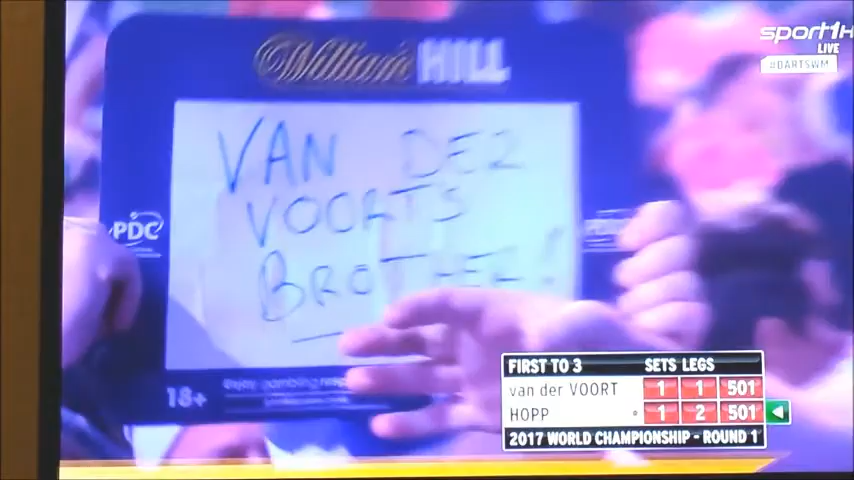 sport1HD
LIVE
#DARTSWM
William HILL
VAN DER
VOORTS
BROTHER!
PDC
18+
FIRST TO 3 SETS LEGS
van der VOORT 1 1 501
HOPP 1 2 501
2017 WORLD CHAMPIONSHIP - ROUND 1